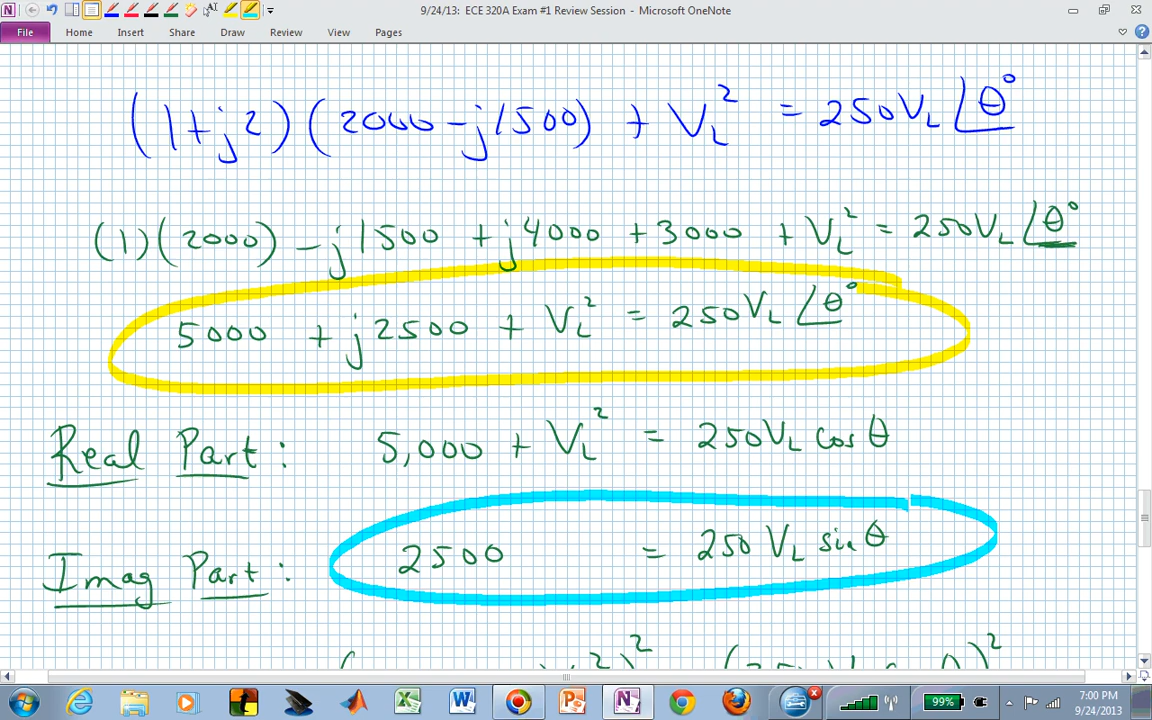 9/24/13: ECE 320A Exam #1 Review Session - Microsoft OneNote
File Home Insert Share Draw Review View Pages
(1+j2)(2000-j1500) + V_L^2 = 250V_L∠θ°
(1)(2000) -j1500 +j4000 +3000 +V_L^2 = 250V_L∠θ°
5000 + j2500 + V_L^2 = 250V_L∠θ°
Real Part: 5,000 + V_L^2 = 250V_L cos θ
Imag Part: 2500 = 250 V_L sin θ
99%
7:00 PM
9/24/2013